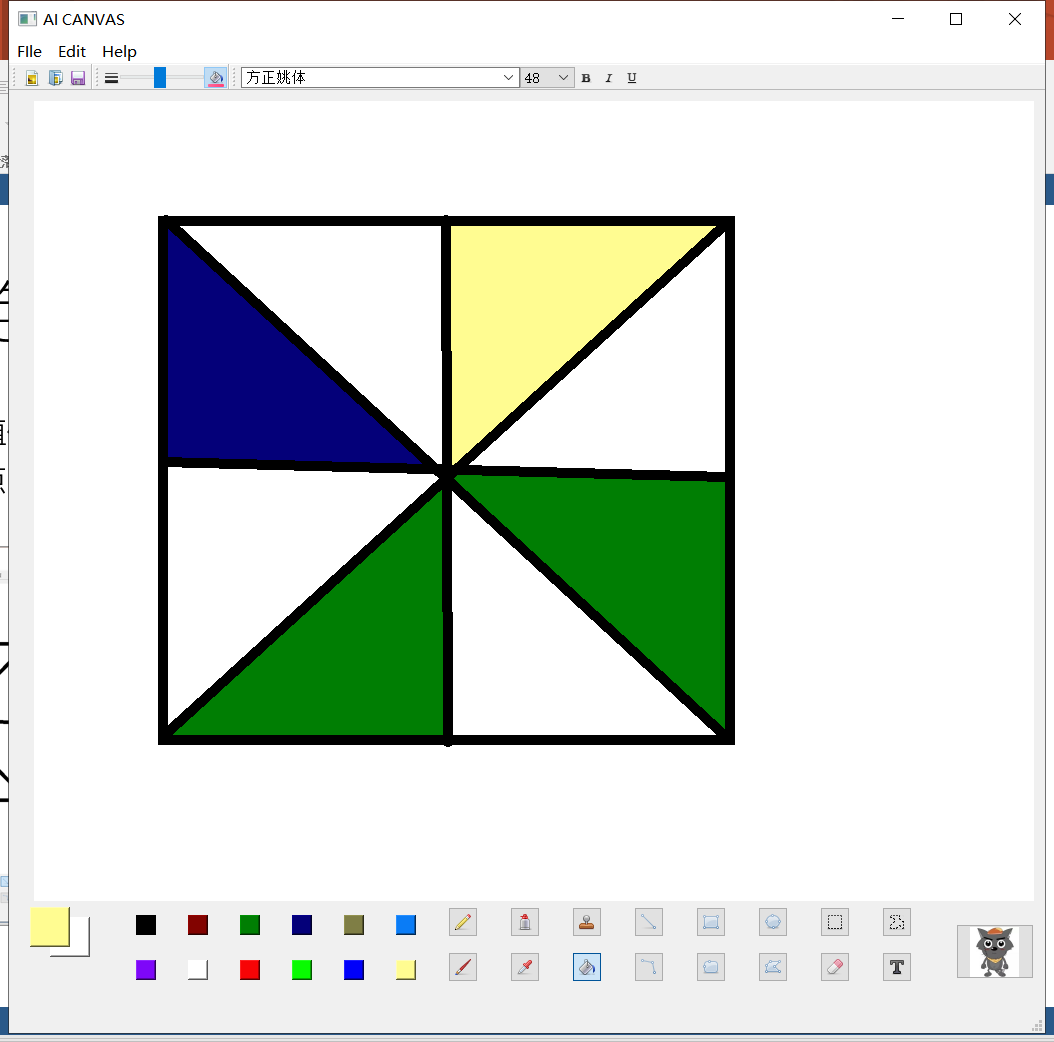 AI CANVAS
FIle Edit Help
方正姚体 48 B I U
T